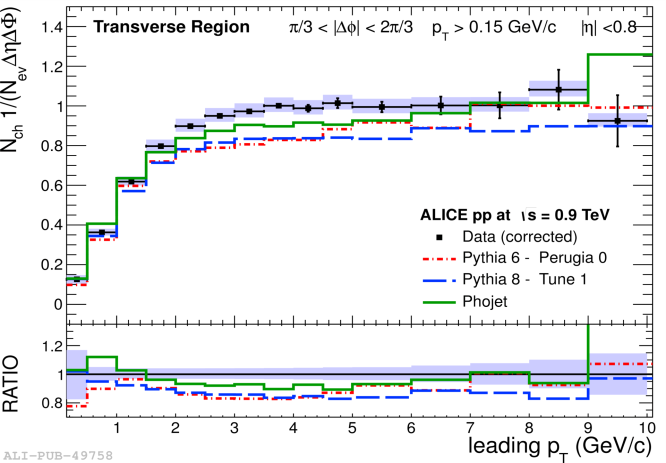 Transverse Region π/3 < |Δϕ| < 2π/3 p_T > 0.15 GeV/c |η| <0.8
N_ch 1/(N_ev ΔηΔΦ)
1.4
1.2
1
0.8
0.6
0.4
0.2
0
ALICE pp at √s = 0.9 TeV
Data (corrected)
Pythia 6 - Perugia 0
Pythia 8 - Tune 1
Phojet
RATIO
1.2
1
0.8
1 2 3 4 5 6 7 8 9 10
leading p_T (GeV/c)
ALI-PUB-49758